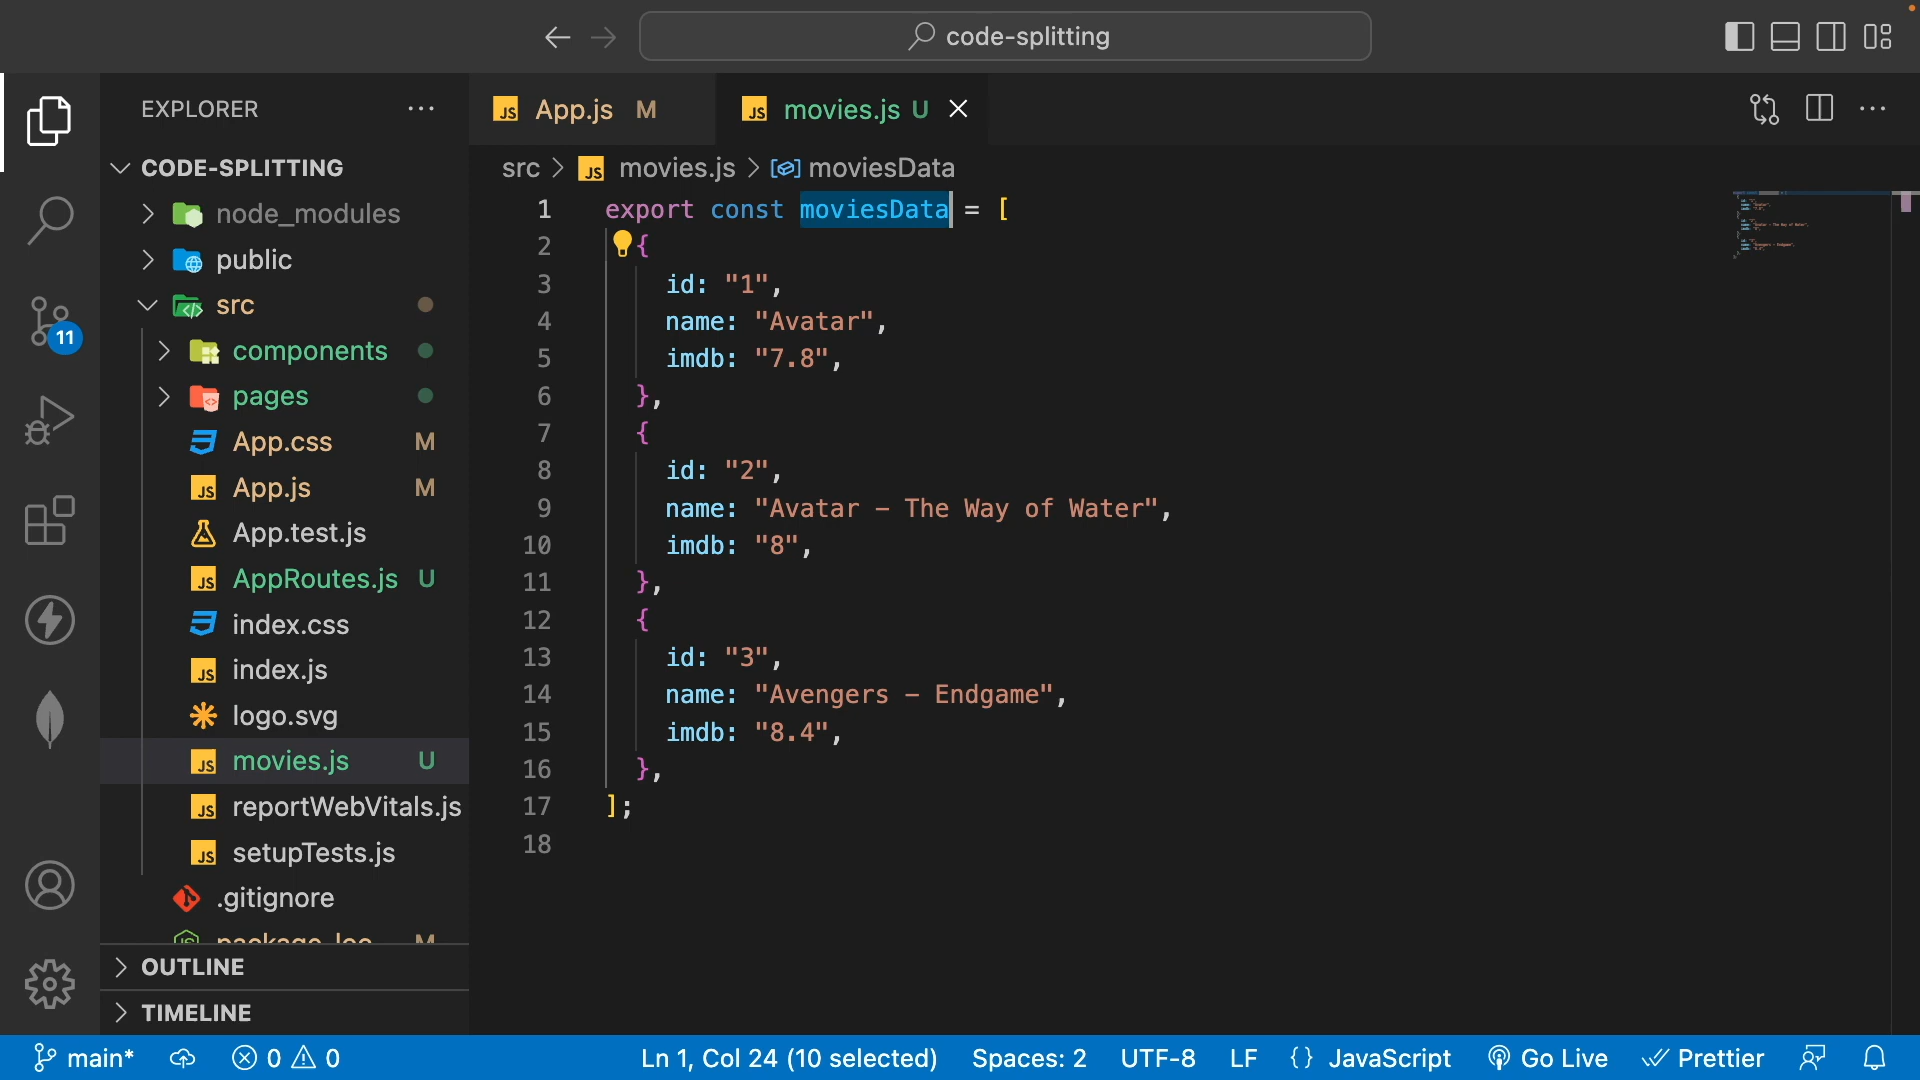 code-splitting
EXPLORER
CODE-SPLITTING
node_modules
public
src
components
pages
App.css M
App.js M
App.test.js
AppRoutes.js U
index.css
index.js
logo.svg
movies.js U
reportWebVitals.js
setupTests.js
.gitignore
OUTLINE
TIMELINE
11
App.js M
movies.js U
src > movies.js > moviesData
1 export const moviesData = [
2 {
3 id: "1",
4 name: "Avatar",
5 imdb: "7.8",
6 },
7 {
8 id: "2",
9 name: "Avatar – The Way of Water",
10 imdb: "8",
11 },
12 {
13 id: "3",
14 name: "Avengers – Endgame",
15 imdb: "8.4",
16 },
17 ];
18
main* 0 0 Ln 1, Col 24 (10 selected) Spaces: 2 UTF-8 LF {} JavaScript Go Live Prettier